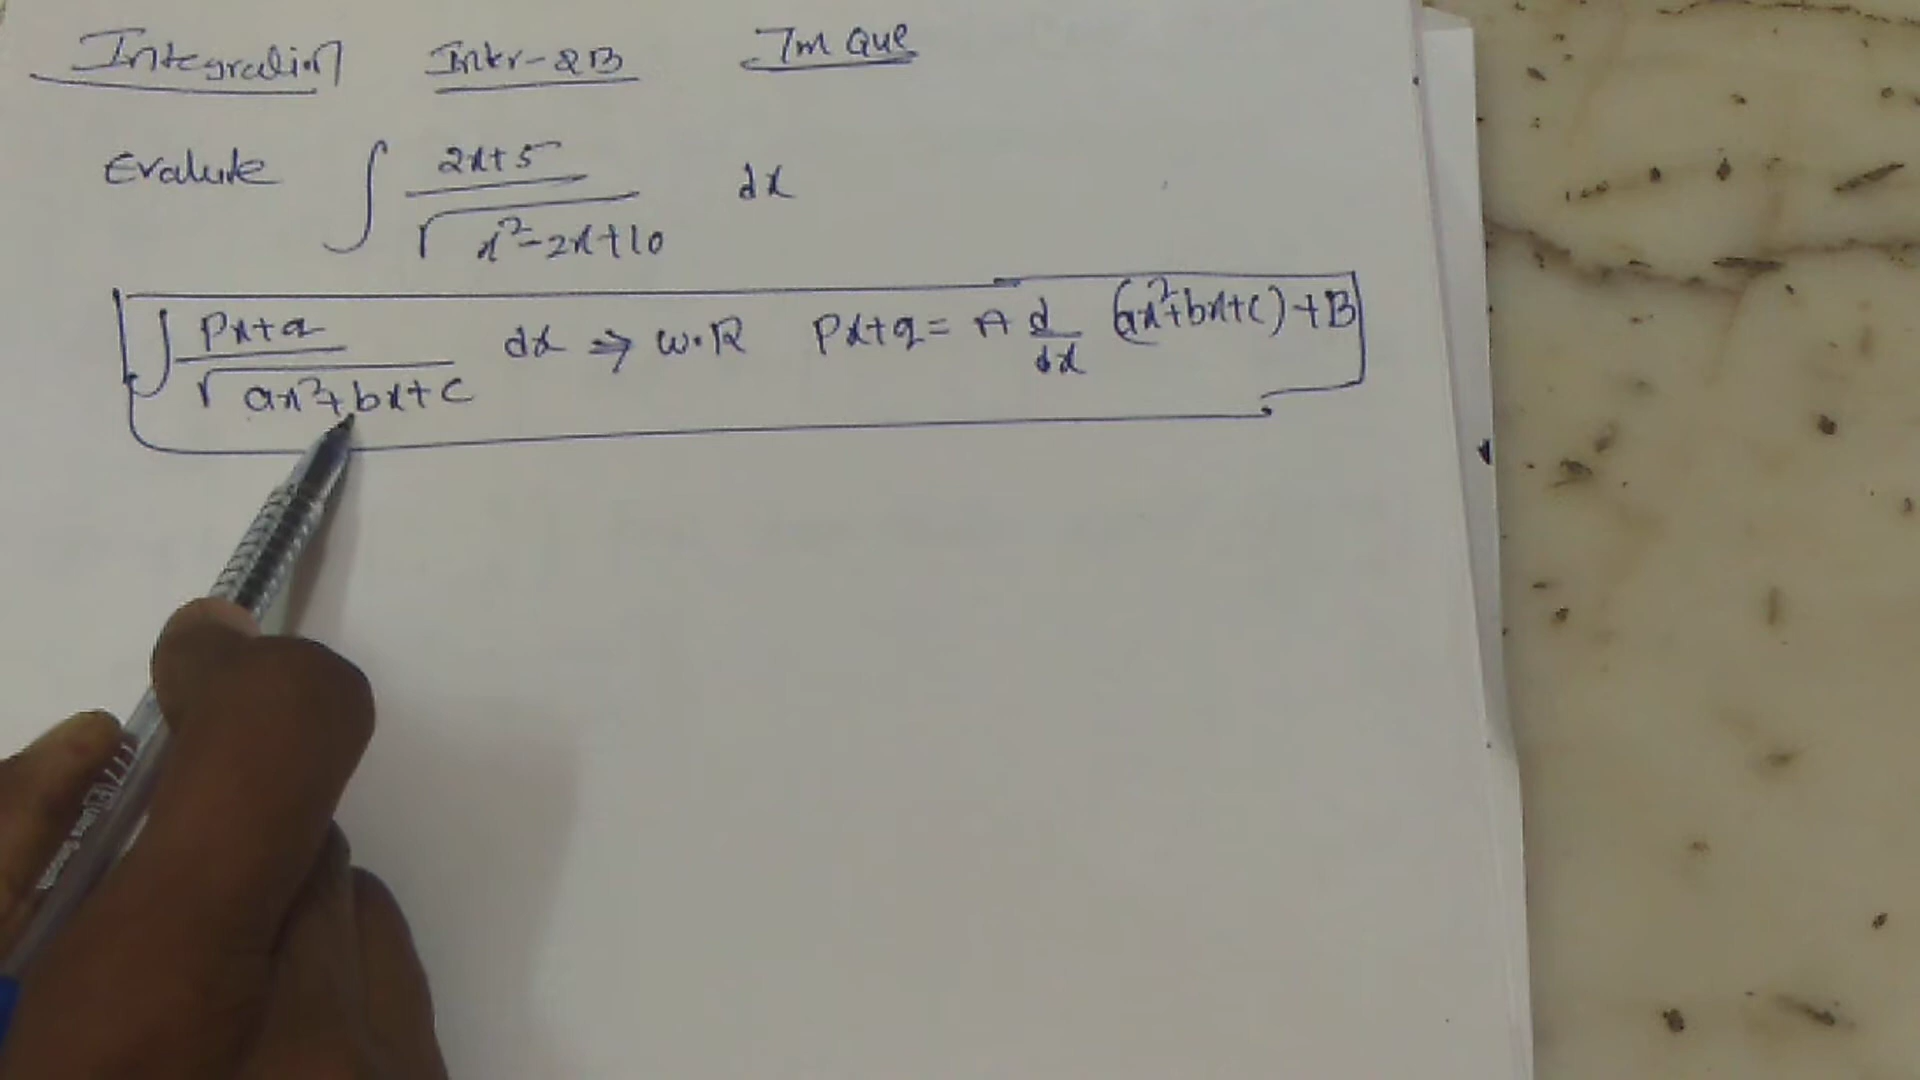 Integration Inter-2B Im Que
Evalute ∫ 2x+5 / √x²-2x+10 dx
∫ Px+q / √ax²+bx+c dx ⇒ W.R Px+q = A d/dx (ax²+bx+c)+B